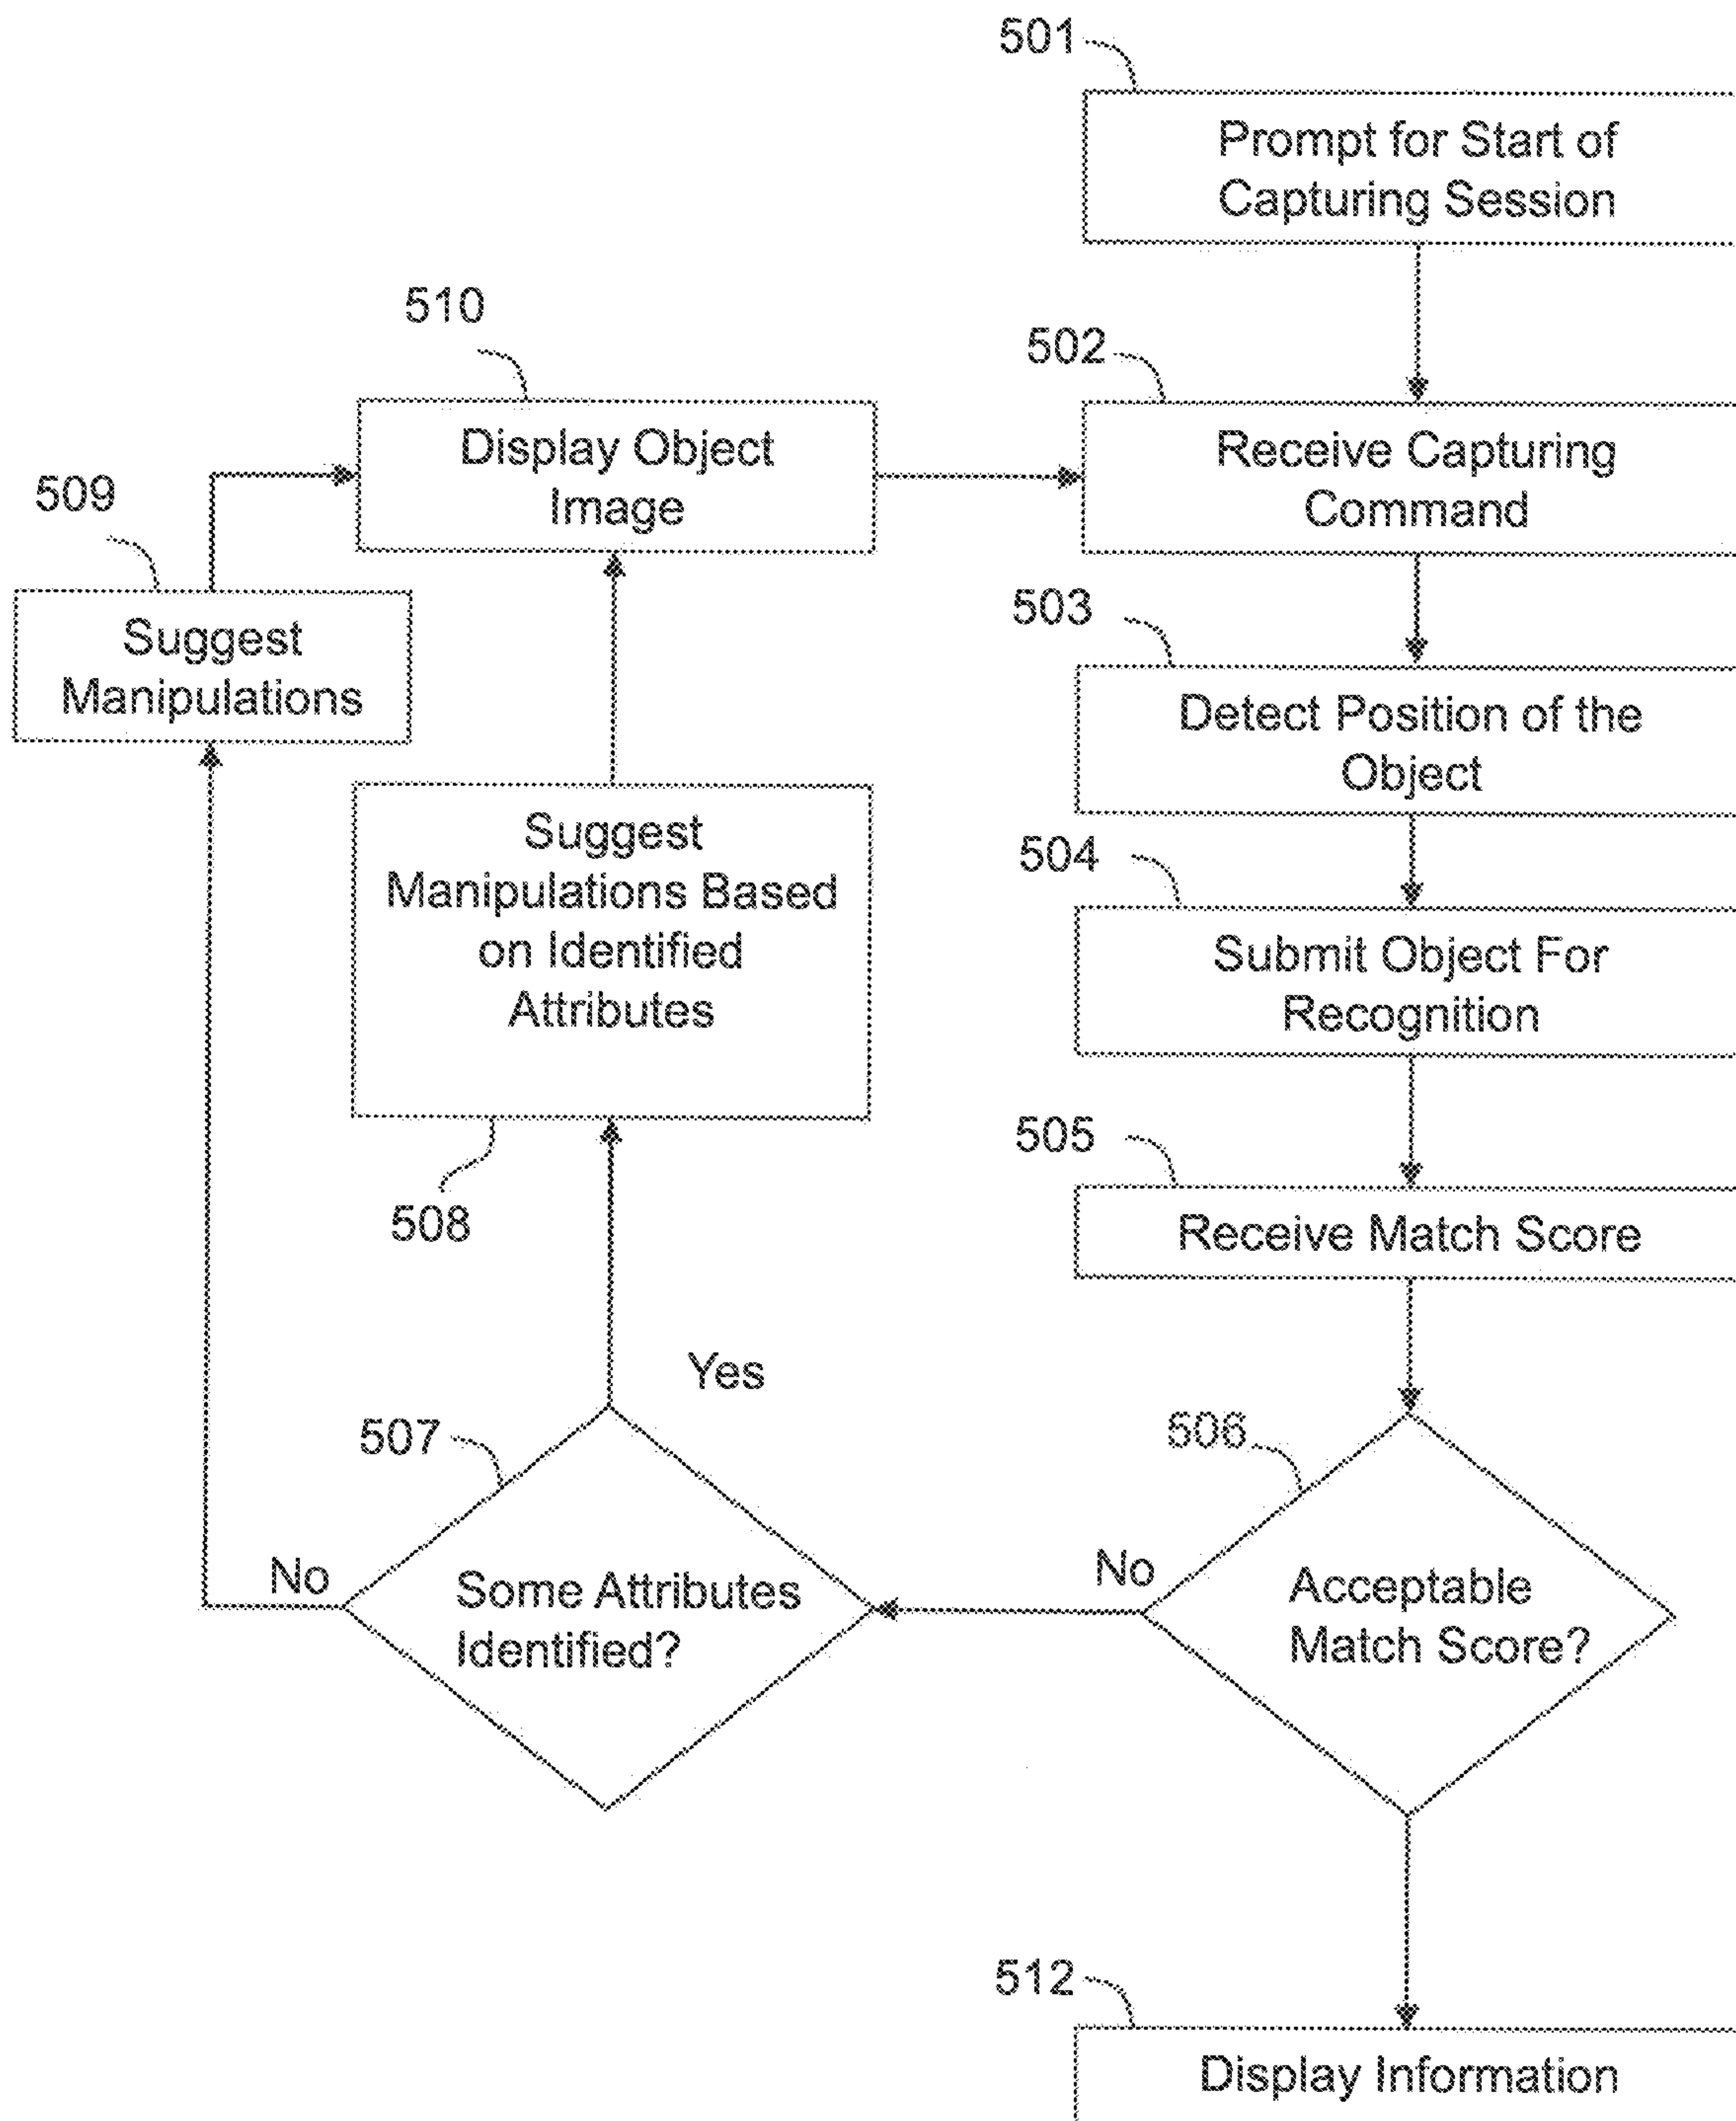 501
Prompt for Start of
Capturing Session
510
502
Display Object
Image
Receive Capturing
Command
509
Suggest
Manipulations
503
Detect Position of the
Object
Suggest
Manipulations Based
on Identified
Attributes
504
Submit Object For
Recognition
508
505
Receive Match Score
Yes
507
506
No
Some Attributes
Identified?
No
Acceptable
Match Score?
512
Display Information